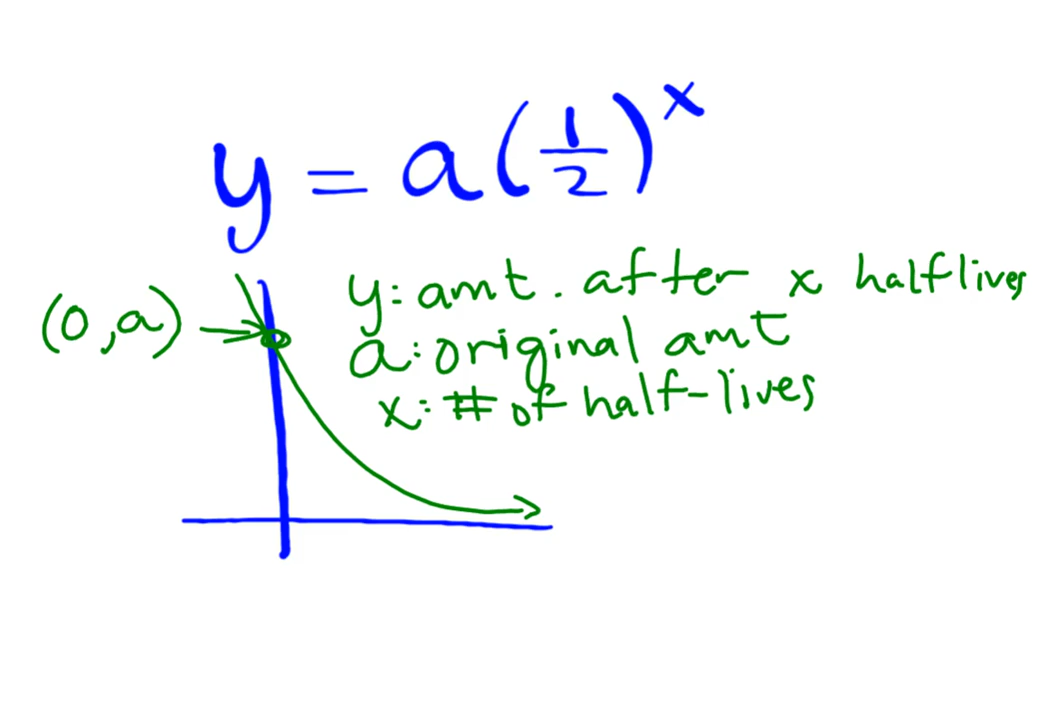 y = a(1/2)^x
y: amt. after x halflives
(0,a)
a: original amt
x: # of half-lives